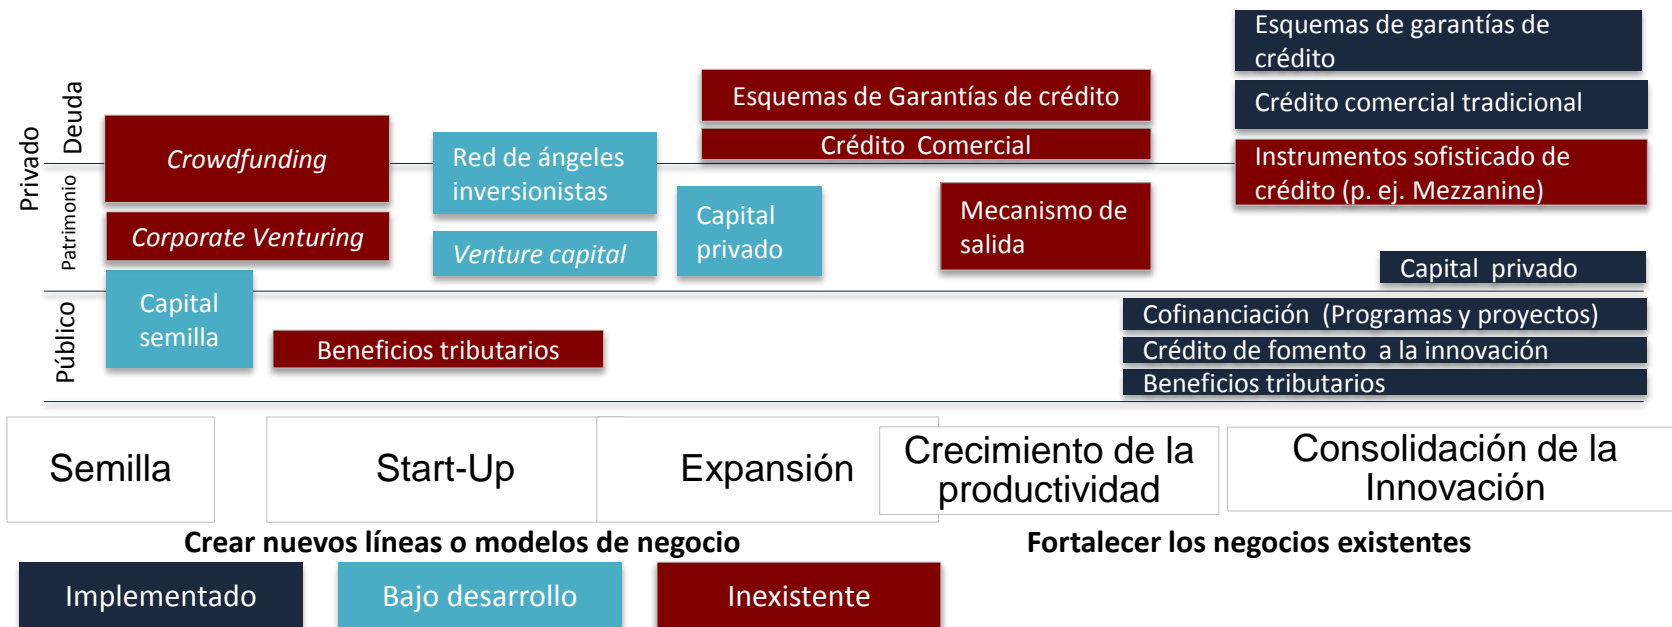 Privado
Deuda
Patrimonio
Público
Esquemas de garantías de
crédito
Crédito comercial tradicional
Instrumentos sofisticado de
crédito (p. ej. Mezzanine)
Esquemas de Garantías de crédito
Crédito Comercial
Crowdfunding
Corporate Venturing
Red de ángeles
inversionistas
Venture capital
Capital
privado
Mecanismo de
salida
Capital privado
Capital
semilla
Beneficios tributarios
Cofinanciación (Programas y proyectos)
Crédito de fomento a la innovación
Beneficios tributarios
Semilla
Start-Up
Expansión
Crecimiento de la
productividad
Consolidación de la
Innovación
Crear nuevos líneas o modelos de negocio
Fortalecer los negocios existentes
Implementado
Bajo desarrollo
Inexistente